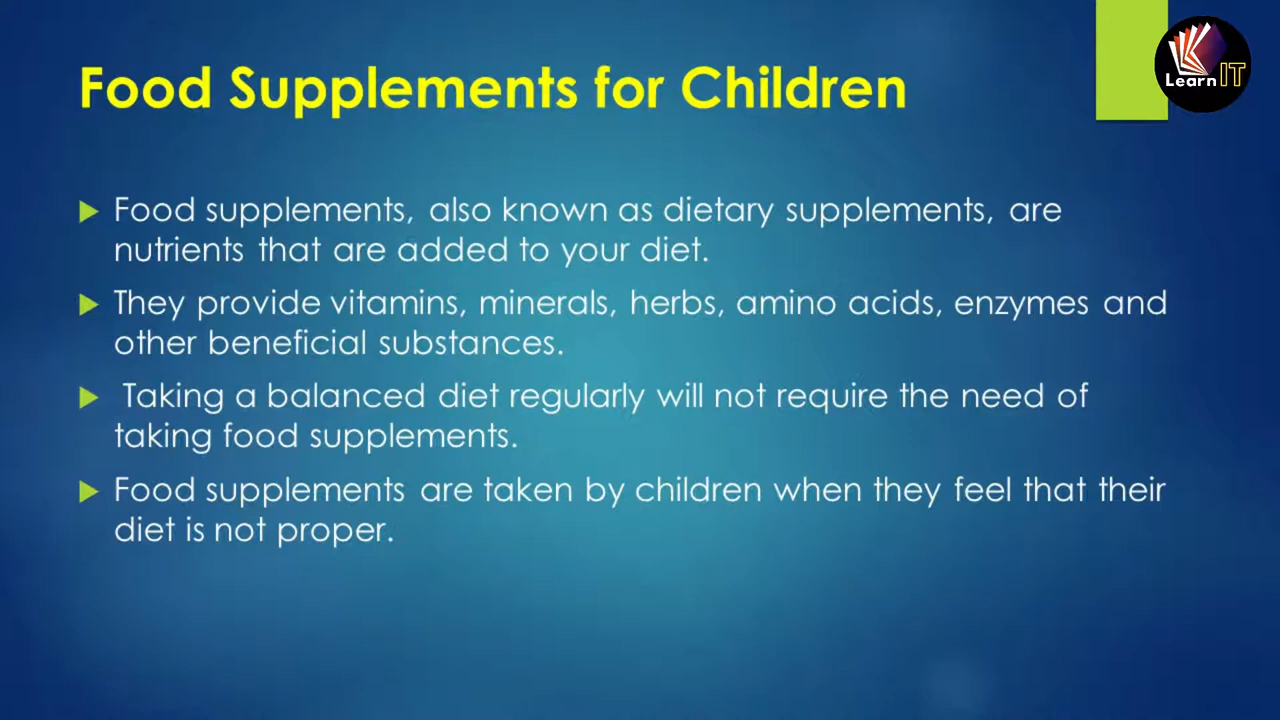 Food Supplements for Children
Learn IT
Food supplements, also known as dietary supplements, are
nutrients that are added to your diet.
They provide vitamins, minerals, herbs, amino acids, enzymes and
other beneficial substances.
Taking a balanced diet regularly will not require the need of
taking food supplements.
Food supplements are taken by children when they feel that their
diet is not proper.